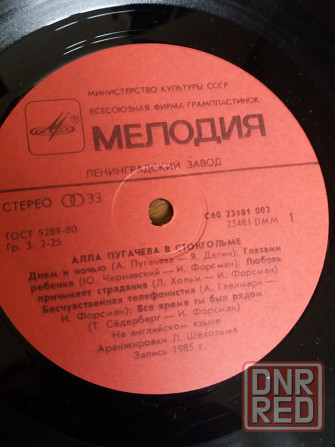 МИНИСТЕРСТВО КУЛЬТУРЫ СССР
ВСЕСОЮЗНАЯ ФИРМА ГРАМПЛАСТИНОК
МЕЛОДИЯ
ЛЕНИНГРАДСКИЙ ЗАВОД
СТЕРЕО 33
ГОСТ 5289-80
Гр. 3. 2-25
С60 23181 002
23481 DMM 1
АЛЛА ПУГАЧЕВА В СТОКГОЛЬМЕ
Днем и ночью (А. Пугачева — Я. Далин); Глазами
ребенка (Ю. Чернавский — И. Форсман); Любовь
причиняет страдания (Л. Хольм — И. Форсман);
Бесчувственная телефонистка (А. Гленмарк —
И. Форсман); Все время ты был рядом
(Т. Сёдерберг — И. Форсман)
На английском языке
Аранжировки Л. Шёхольма
Запись 1985 г.
DNR
RED